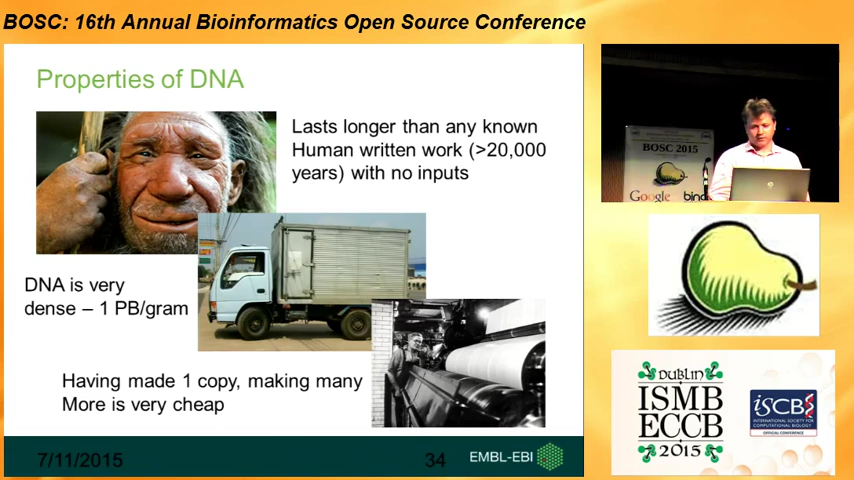 BOSC: 16th Annual Bioinformatics Open Source Conference
Properties of DNA
Lasts longer than any known
Human written work (>20,000
years) with no inputs
DNA is very
dense – 1 PB/gram
Having made 1 copy, making many
More is very cheap
7/11/2015
34
EMBL-EBI
BOSC 2015
Google
bina
DUBLIN
ISMB
ECCB
2015
iSCB
INTERNATIONAL SOCIETY FOR
COMPUTATIONAL BIOLOGY
OFFICIAL CONFERENCE